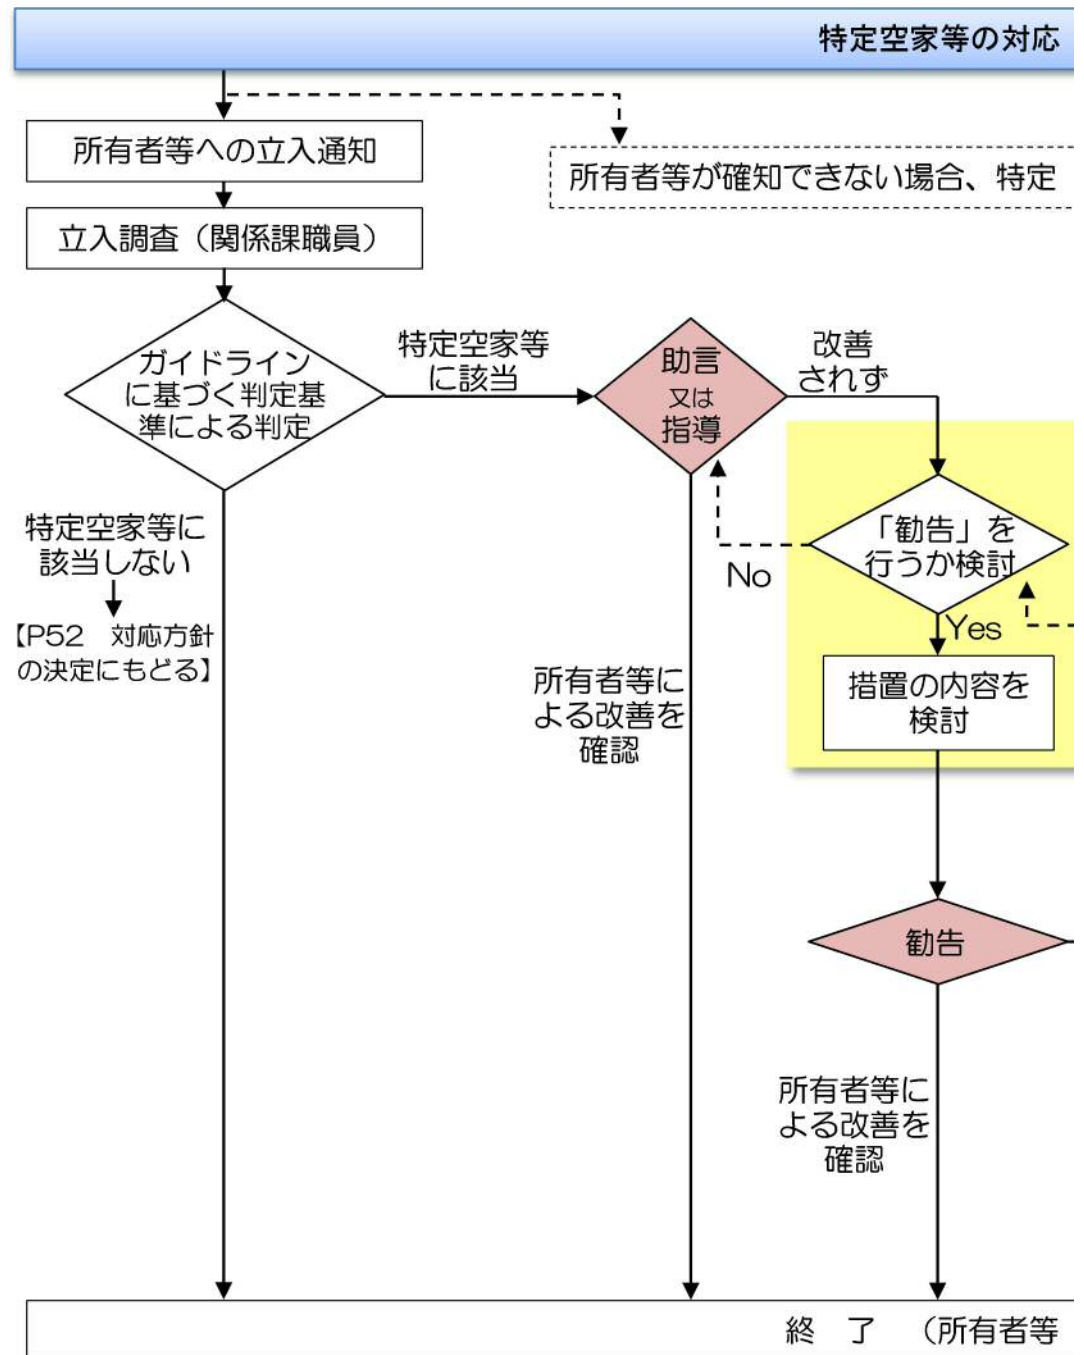 特定空家等の対応
所有者等への立入通知
所有者等が確知できない場合、特定
立入調査（関係課職員）
ガイドライン
に基づく判定基
準による判定
特定空家等
に該当
助言
又は
指導
改善
されず
特定空家等に
該当しない
【P52　対応方針
の決定にもどる】
「勧告」を
行うか検討
No
Yes
措置の内容を
検討
所有者等に
よる改善を
確認
勧告
所有者等に
よる改善を
確認
終　了　（所有者等